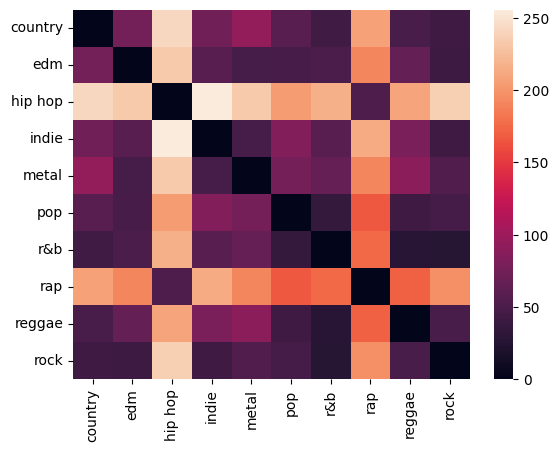 country
edm
hip hop
indie
metal
pop
r&b
rap
reggae
rock
country
edm
hip hop
indie
metal
pop
r&b
rap
reggae
rock
250
200
150
100
50
0